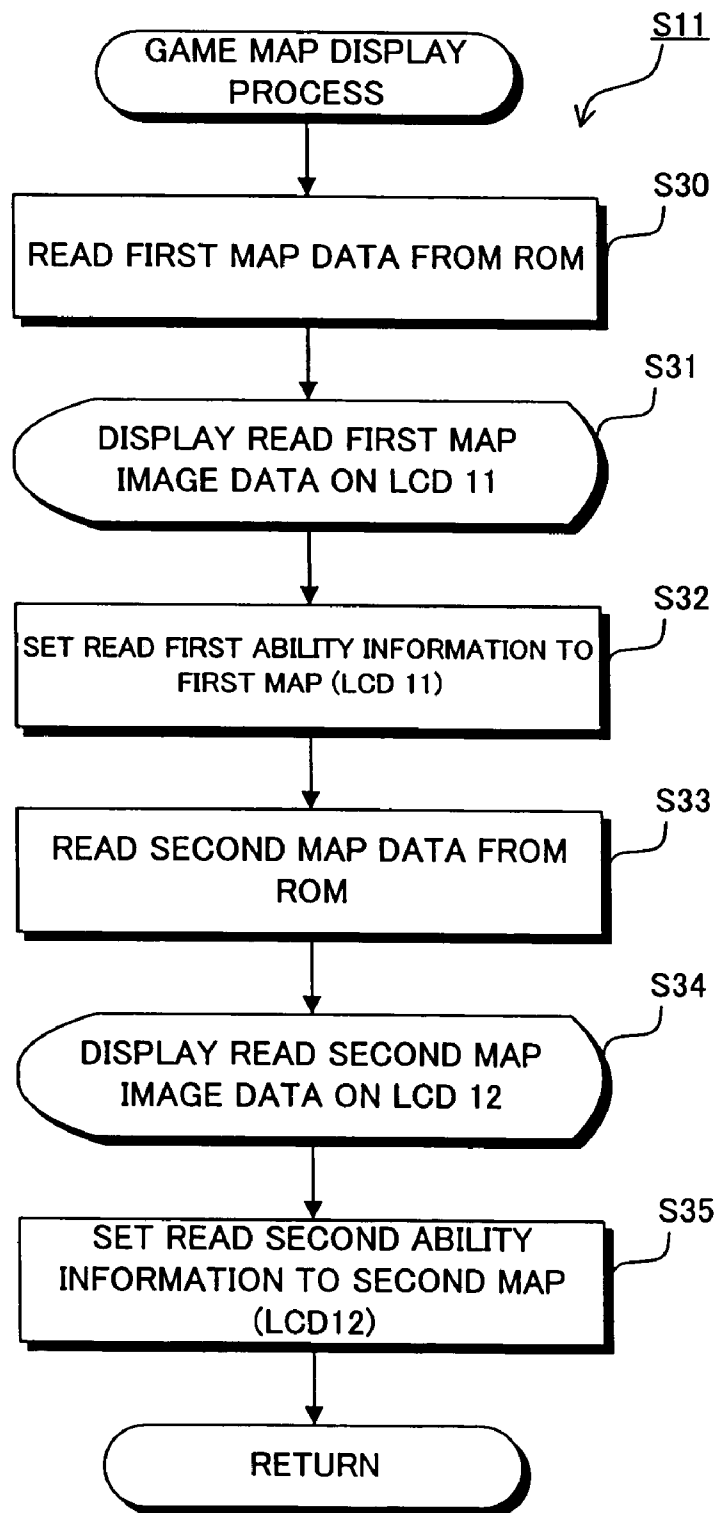 S11
GAME MAP DISPLAY
PROCESS
S30
READ FIRST MAP DATA FROM ROM
S31
DISPLAY READ FIRST MAP
IMAGE DATA ON LCD 11
S32
SET READ FIRST ABILITY INFORMATION TO
FIRST MAP (LCD 11)
S33
READ SECOND MAP DATA FROM
ROM
S34
DISPLAY READ SECOND MAP
IMAGE DATA ON LCD 12
S35
SET READ SECOND ABILITY
INFORMATION TO SECOND MAP
(LCD12)
RETURN